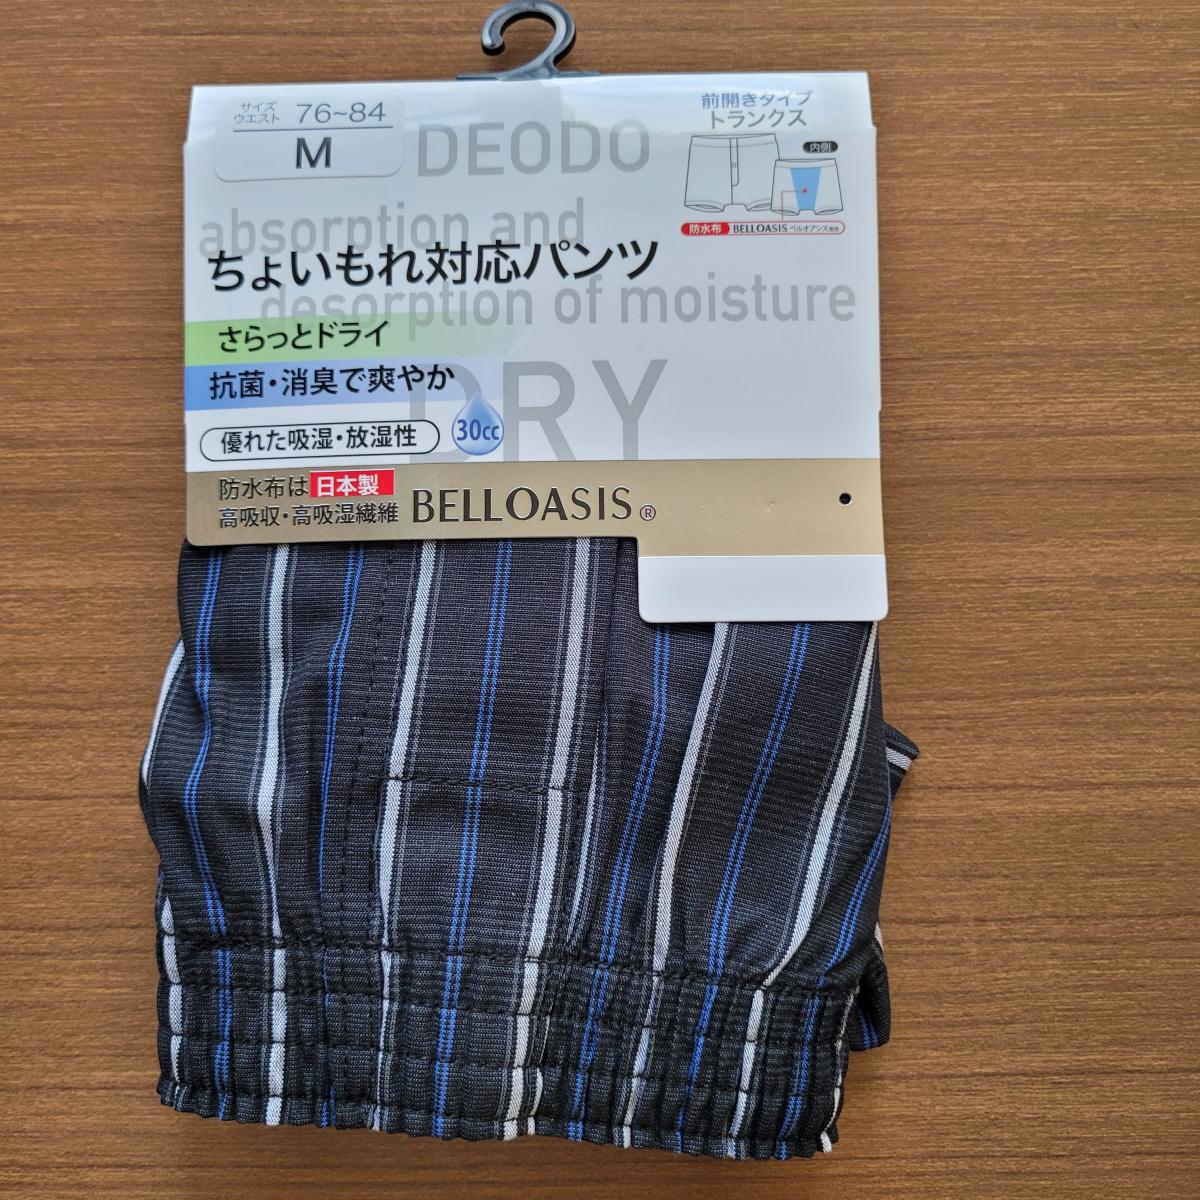 サイズ
ウエスト 76~84
M
DEODO
前開きタイプ
トランクス
内側
防水布 BELLOASIS ベルオアシス使用
absorption and
ちょいもれ対応パンツ
desorption of moisture
さらっとドライ
抗菌・消臭で爽やか
DRY
優れた吸湿・放湿性
30cc
防水布は 日本製
高吸収・高吸湿繊維 BELLOASIS®